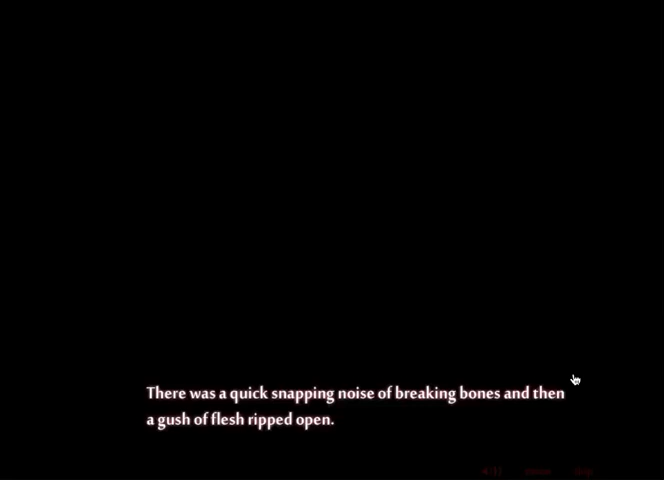 There was a quick snapping noise of breaking bones and then
a gush of flesh ripped open.